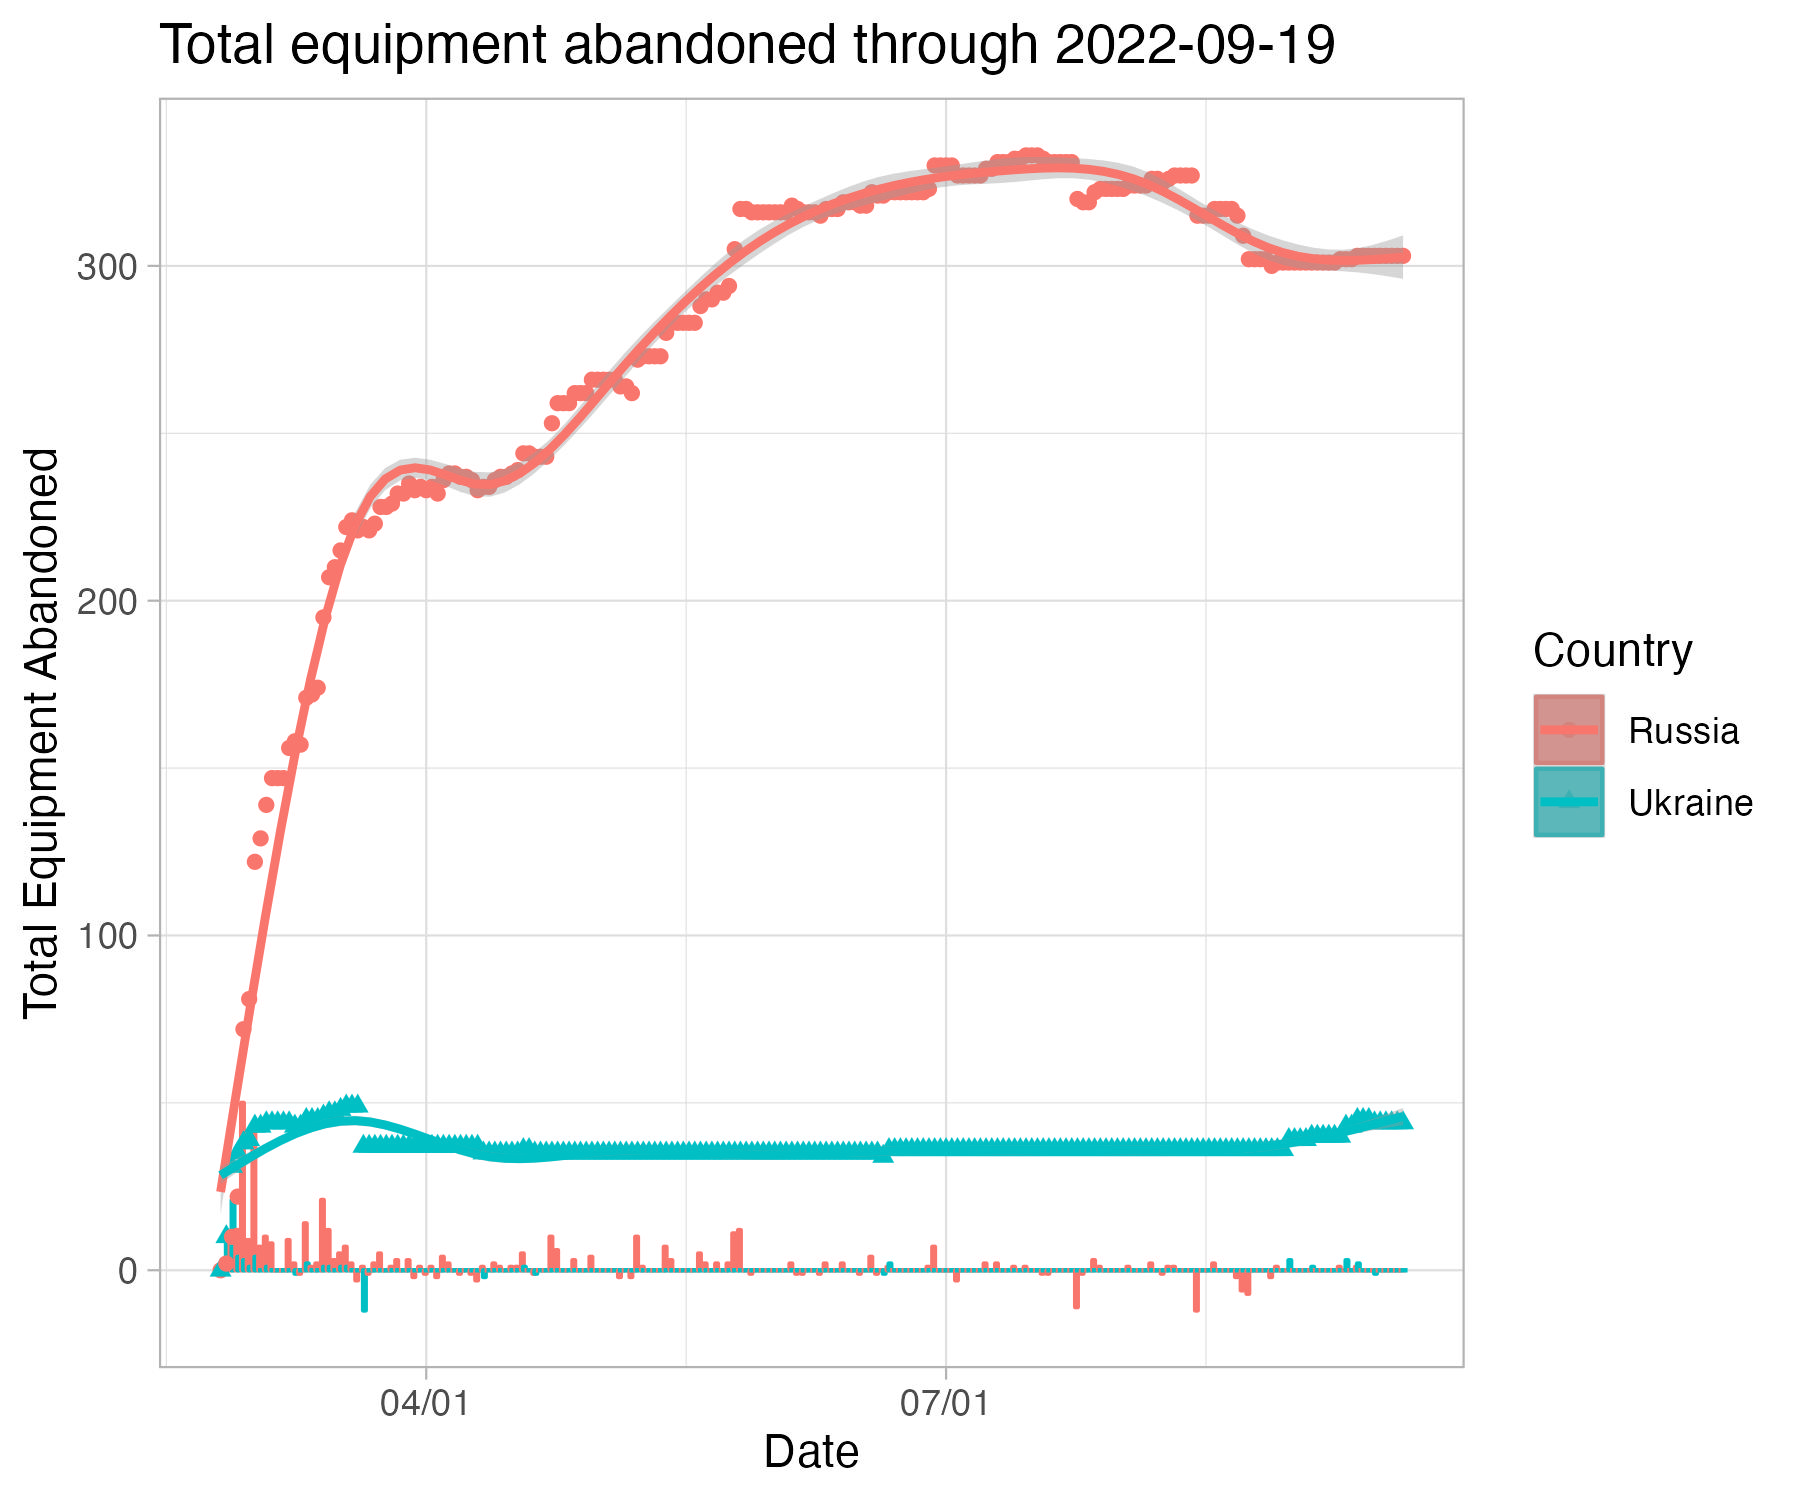 Total equipment abandoned through 2022-09-19
Total Equipment Abandoned
300
200
100
0
04/01
07/01
Date
Country
Russia
Ukraine